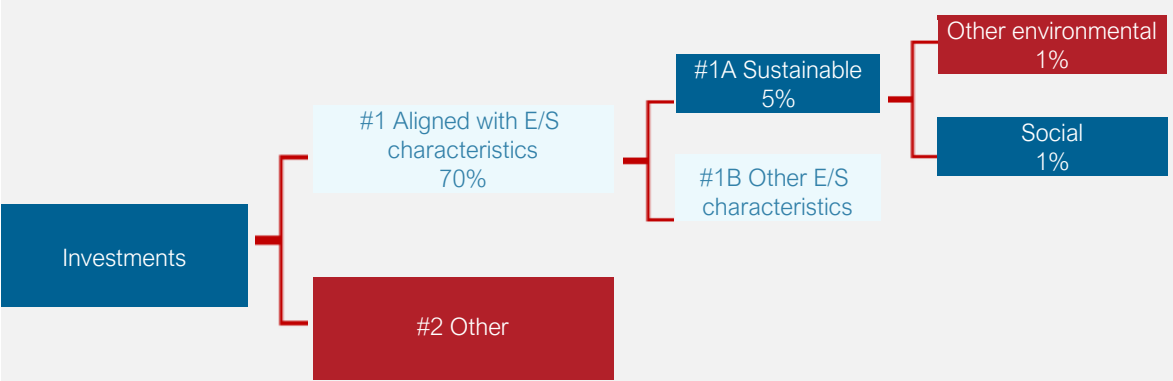 Investments
#1 Aligned with E/S
characteristics
70%
#2 Other
#1A Sustainable
5%
#1B Other E/S
characteristics
Other environmental
1%
Social
1%